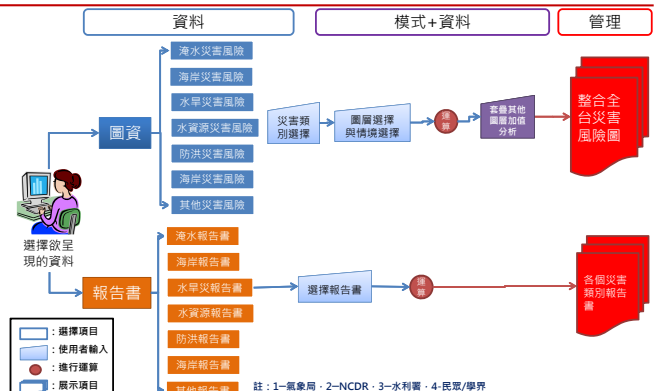 資料
模式+資料
管理
淹水災害風險
海岸災害風險
水旱災害風險
水資源災害風險
防洪災害風險
海岸災害風險
其他災害風險
圖資
災害類
別選擇
圖層選擇
與情境選擇
運
算
套疊其他
圖層加值
分析
整合全
台災害
風險圖
選擇欲呈
現的資料
報告書
淹水報告書
海岸報告書
水旱災報告書
水資源報告書
防洪報告書
海岸報告書
其他報告書
選擇報告書
運
算
各個災害
類別報告
書
：選擇項目
：使用者輸入
：進行運算
：展示項目
註：1─氣象局，2─NCDR，3─水利署，4-民眾/學界